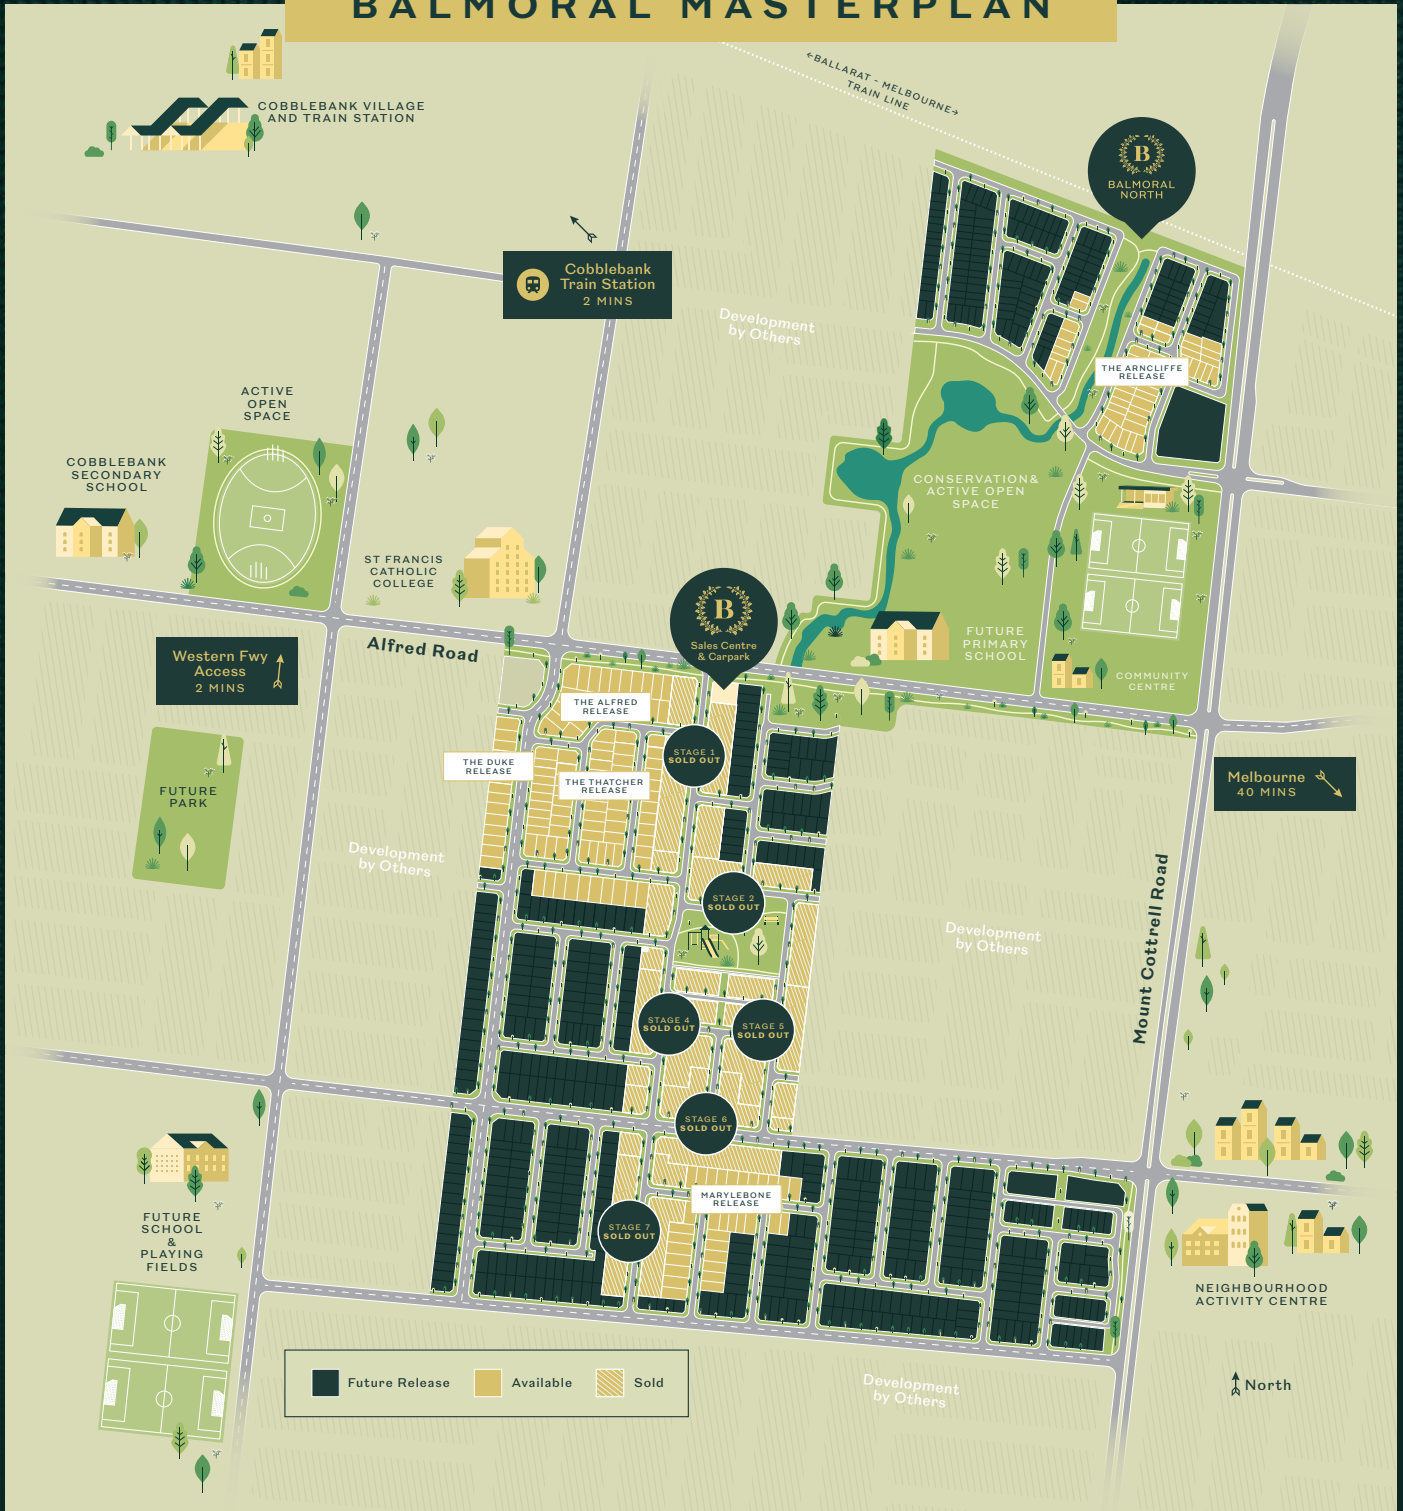 BALMORAL MASTERPLAN
←BALLARAT - MELBOURNE→
TRAIN LINE
COBBLEBANK VILLAGE
AND TRAIN STATION
B
BALMORAL
NORTH
Cobblebank
Train Station
2 MINS
Development
by Others
THE ARNCLIFFE
RELEASE
ACTIVE
OPEN
SPACE
COBBLEBANK
SECONDARY
SCHOOL
CONSERVATION &
ACTIVE OPEN
SPACE
ST FRANCIS
CATHOLIC
COLLEGE
B
Sales Centre
& Carpark
Alfred Road
FUTURE
PRIMARY
SCHOOL
COMMUNITY
CENTRE
Western Fwy
Access
2 MINS
THE ALFRED
RELEASE
STAGE 1
SOLD OUT
THE DUKE
RELEASE
THE THATCHER
RELEASE
Melbourne
40 MINS
FUTURE
PARK
Development
by Others
STAGE 2
SOLD OUT
Development
by Others
Mount Cottrell Road
STAGE 4
SOLD OUT
STAGE 5
SOLD OUT
STAGE 6
SOLD OUT
MARYLEBONE
RELEASE
STAGE 7
SOLD OUT
FUTURE
SCHOOL
&
PLAYING
FIELDS
NEIGHBOURHOOD
ACTIVITY CENTRE
Future Release
Available
Sold
Development
by Others
North